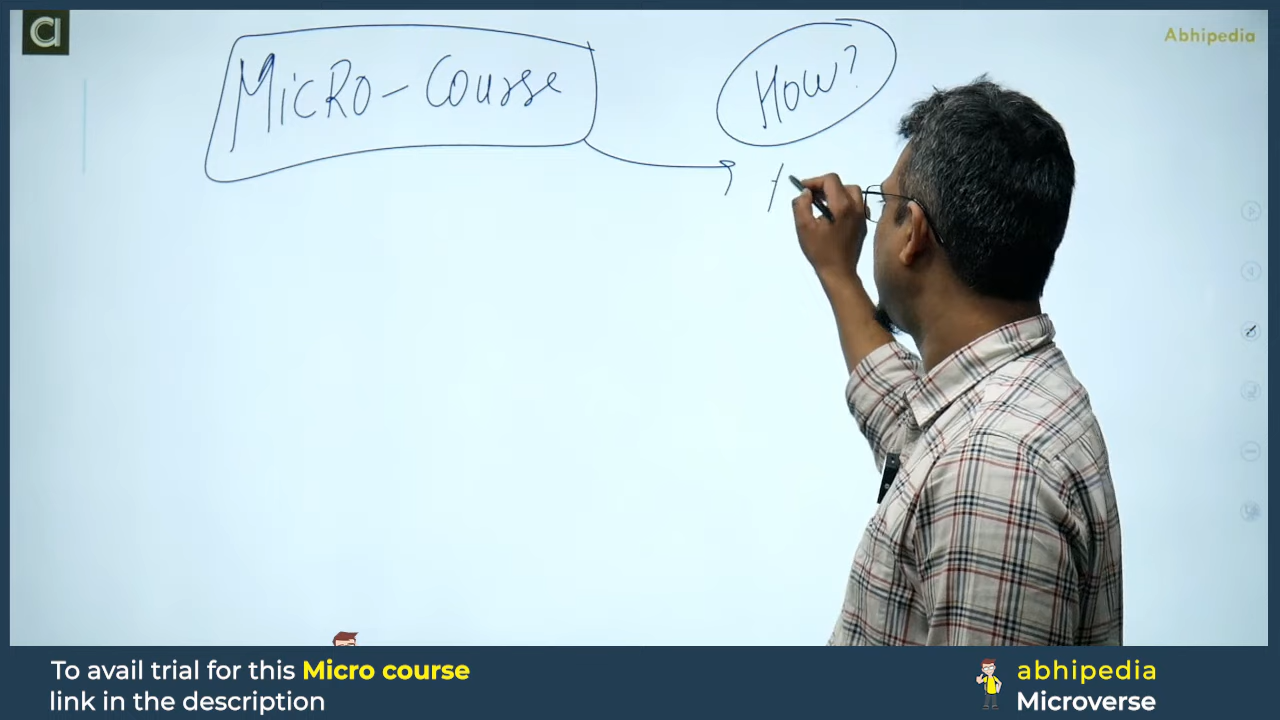 Abhipedia
Micro-Course
How?
To avail trial for this Micro course
link in the description
abhipedia
Microverse